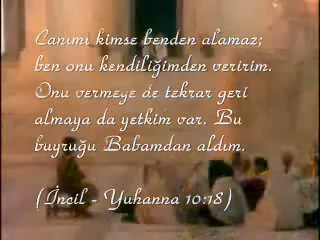 Canımı kimse benden alamaz;
ben onu kendiliğimden veririm.
Onu vermeye de tekrar geri
almaya da yetkim var. Bu
buyruğu Babamdan aldım.
(İncil - Yuhanna 10:18)